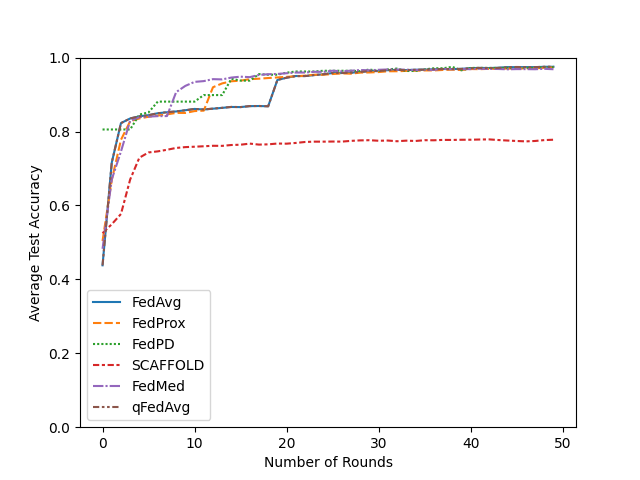 1.0
0.8
0.6
0.4
0.2
0.0
Average Test Accuracy
FedAvg
FedProx
FedPD
SCAFFOLD
FedMed
qFedAvg
0 10 20 30 40 50
Number of Rounds